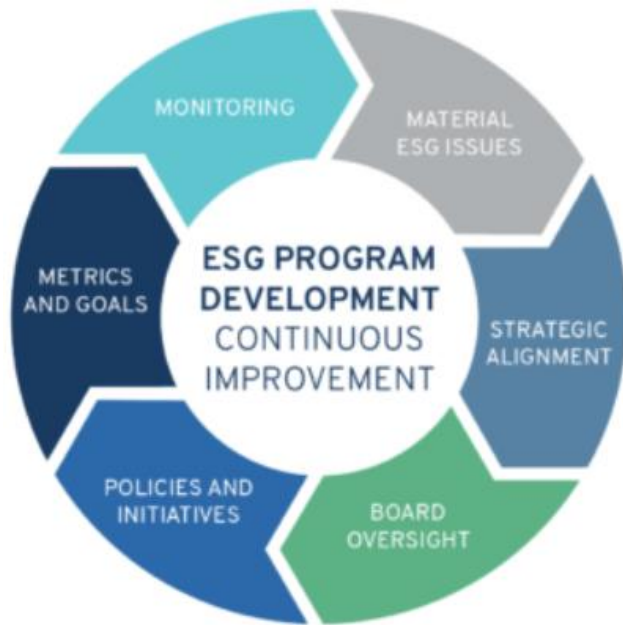 MONITORING
MATERIAL
ESG ISSUES
ESG PROGRAM
DEVELOPMENT
CONTINUOUS
IMPROVEMENT
METRICS
AND GOALS
STRATEGIC
ALIGNMENT
POLICIES AND
INITIATIVES
BOARD
OVERSIGHT